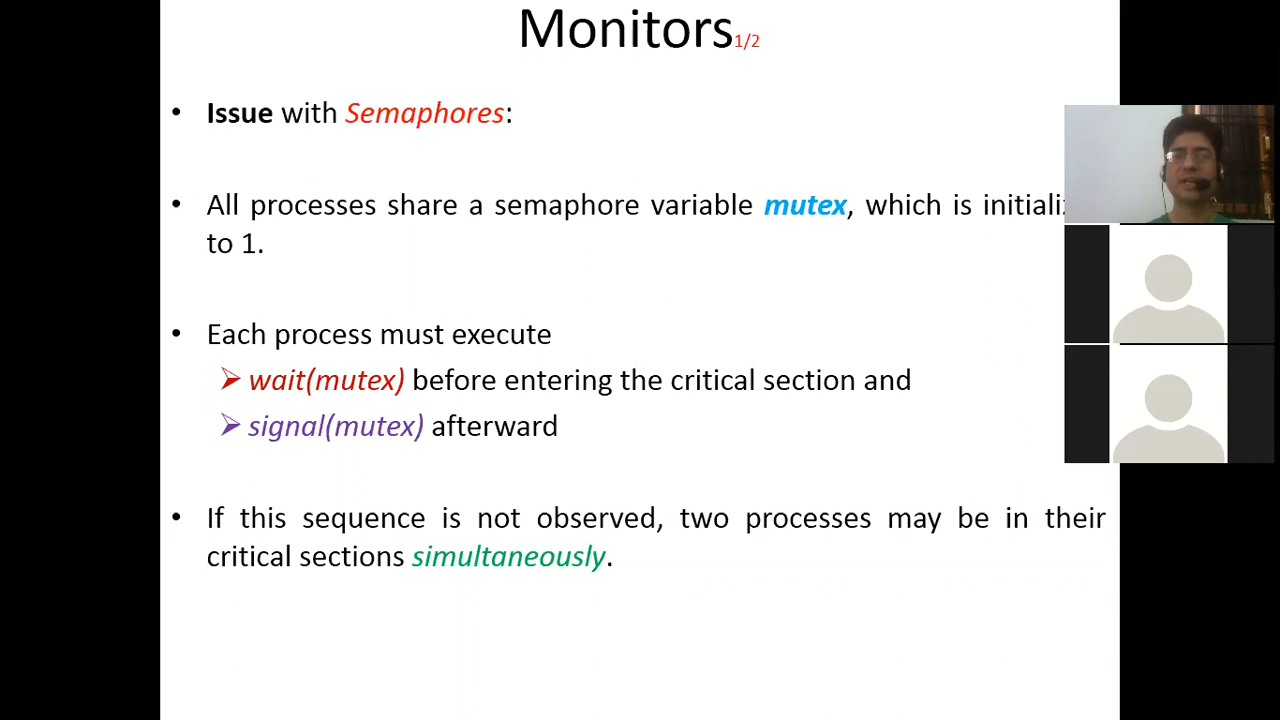 Monitors1/2
• Issue with Semaphores:
• All processes share a semaphore variable mutex, which is initializ
to 1.
• Each process must execute
➢ wait(mutex) before entering the critical section and
➢ signal(mutex) afterward
• If this sequence is not observed, two processes may be in their
critical sections simultaneously.